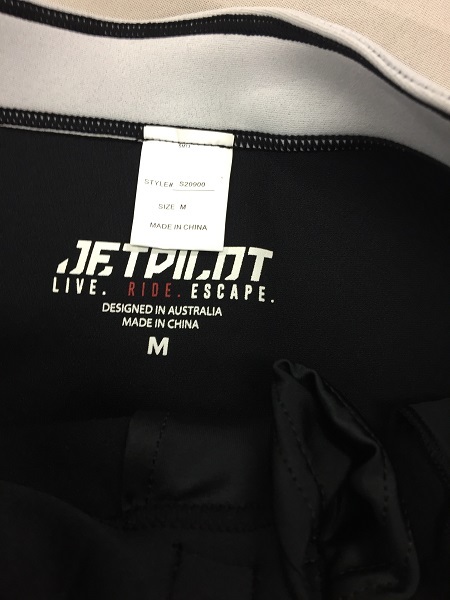 STYLE# S20900
SIZE M
MADE IN CHINA
JETPILOT
LIVE. RIDE. ESCAPE.
DESIGNED IN AUSTRALIA
MADE IN CHINA
M